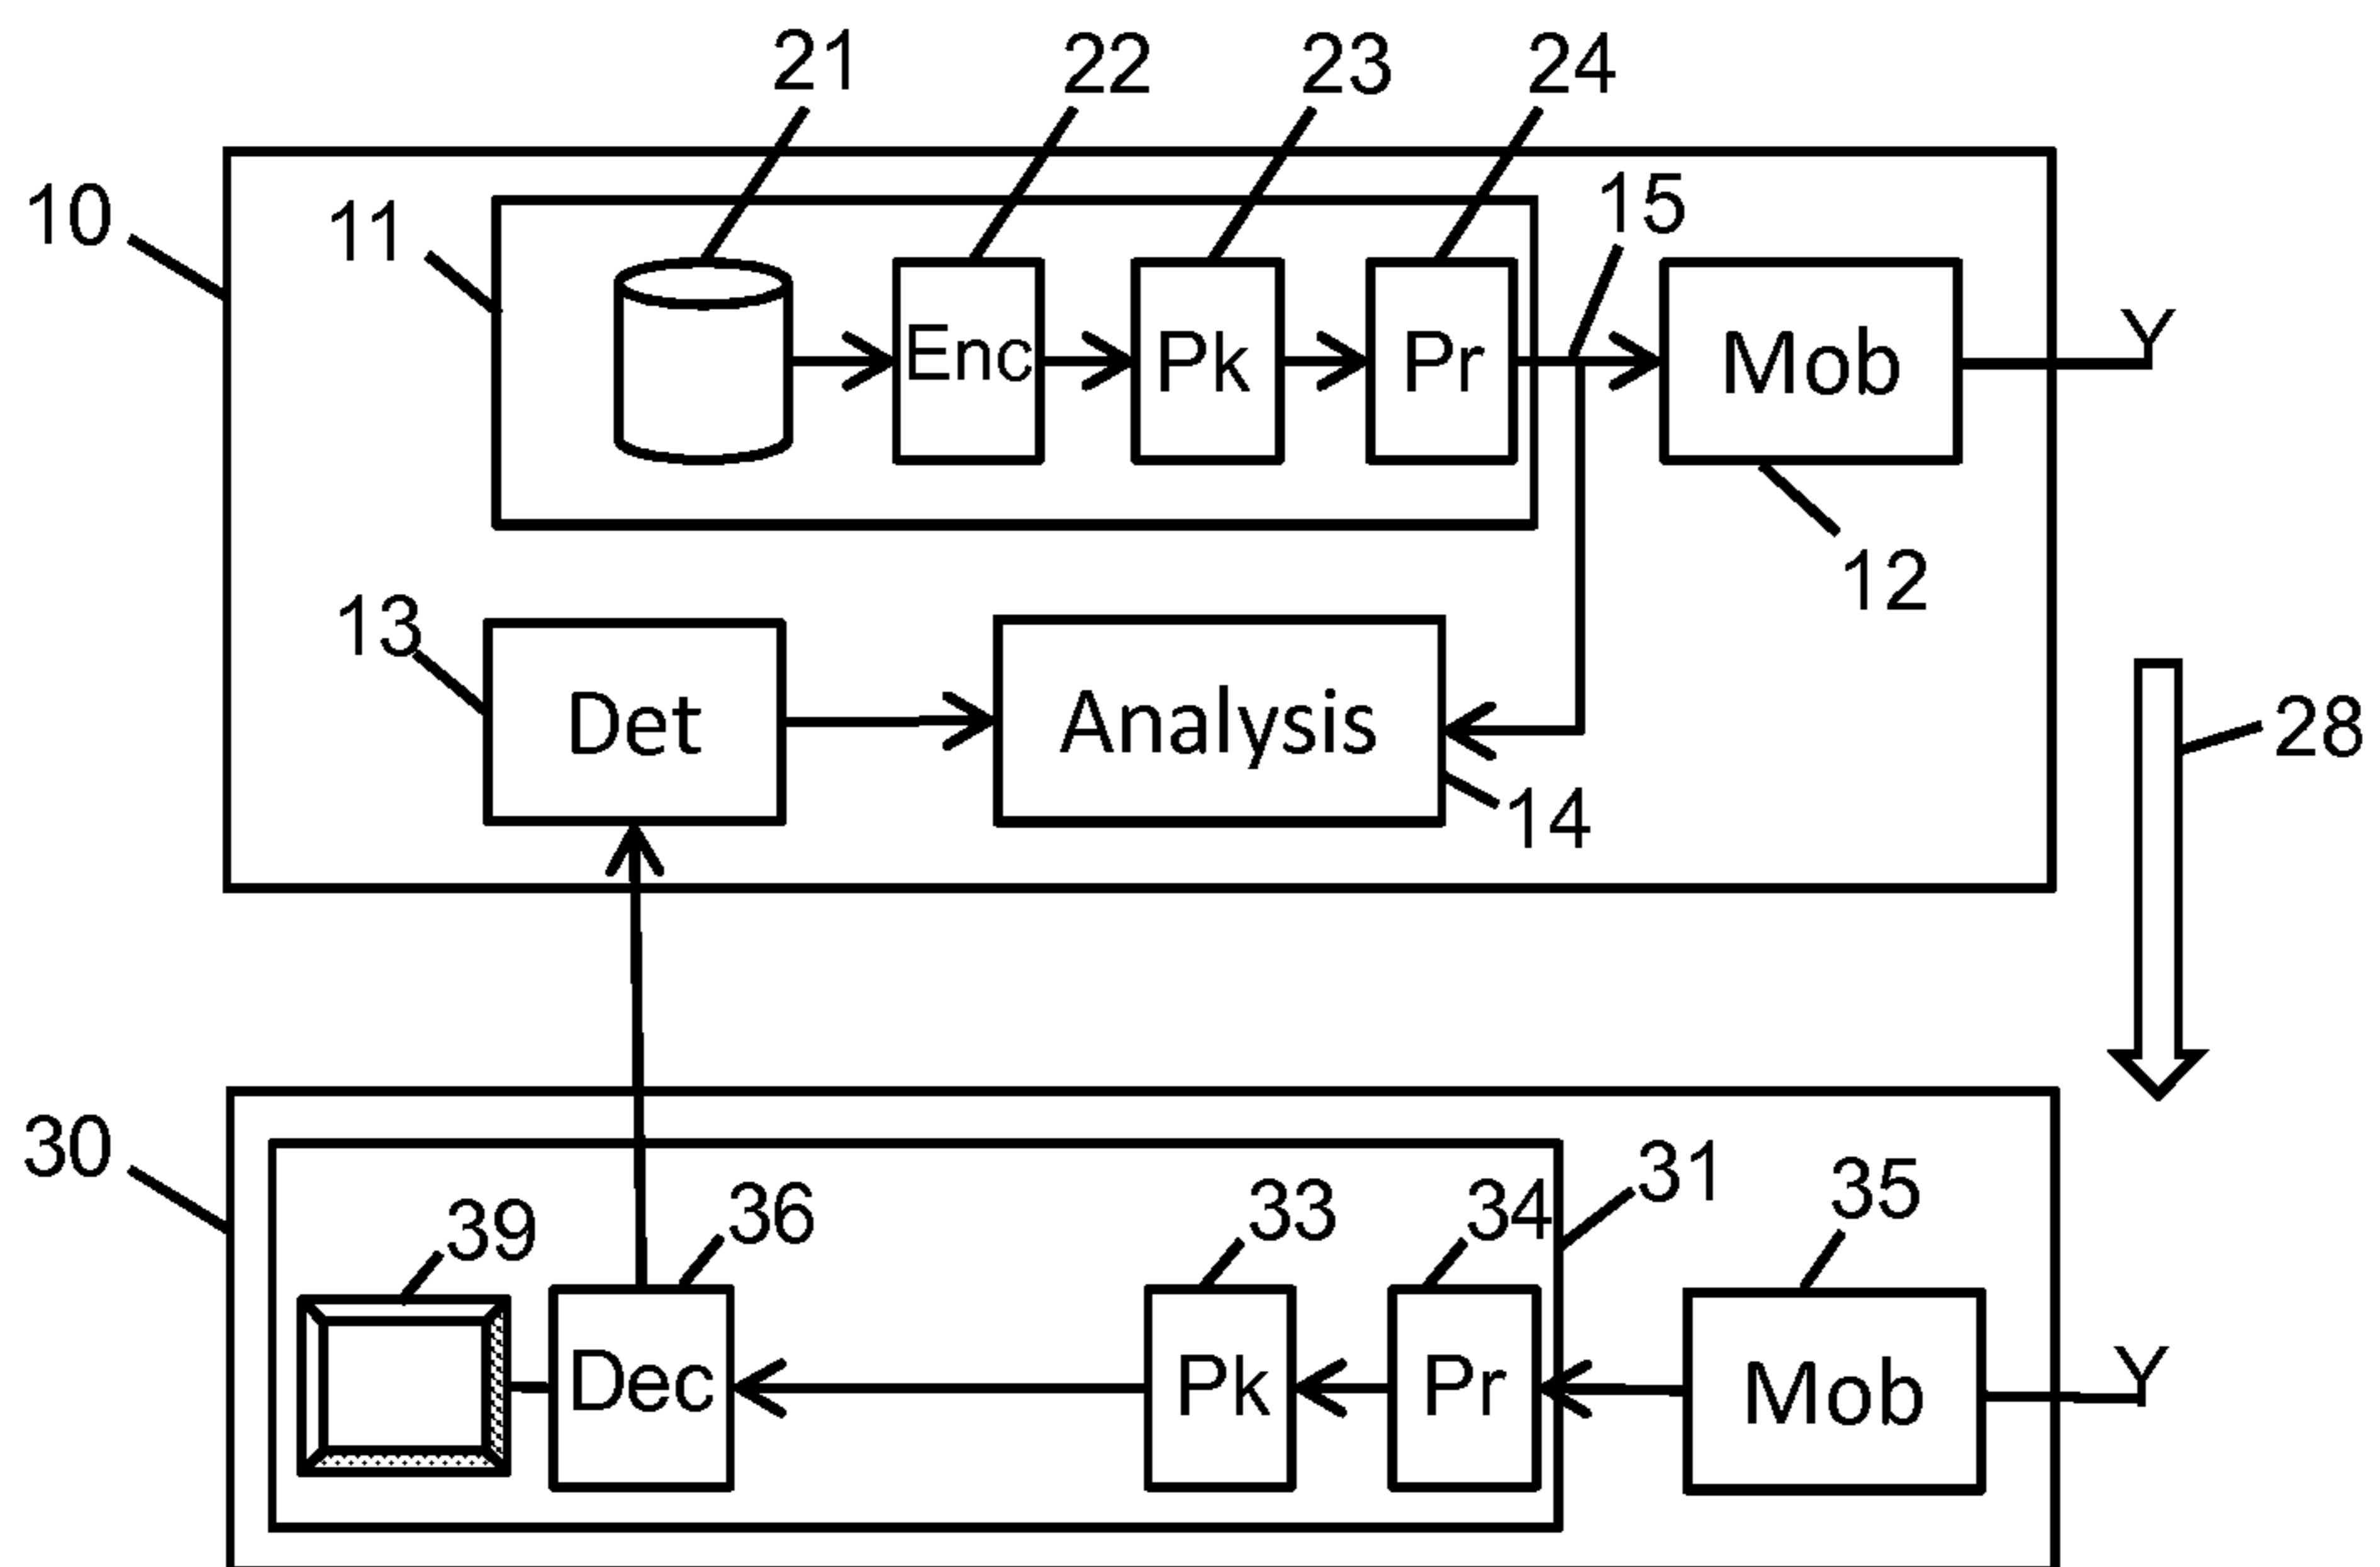 21 22 23 24
10 11 15
Enc Pk Pr Mob Y
12
13
Det Analysis
28
14
30
31
39 36 33 34 35
Dec Pk Pr Mob Y